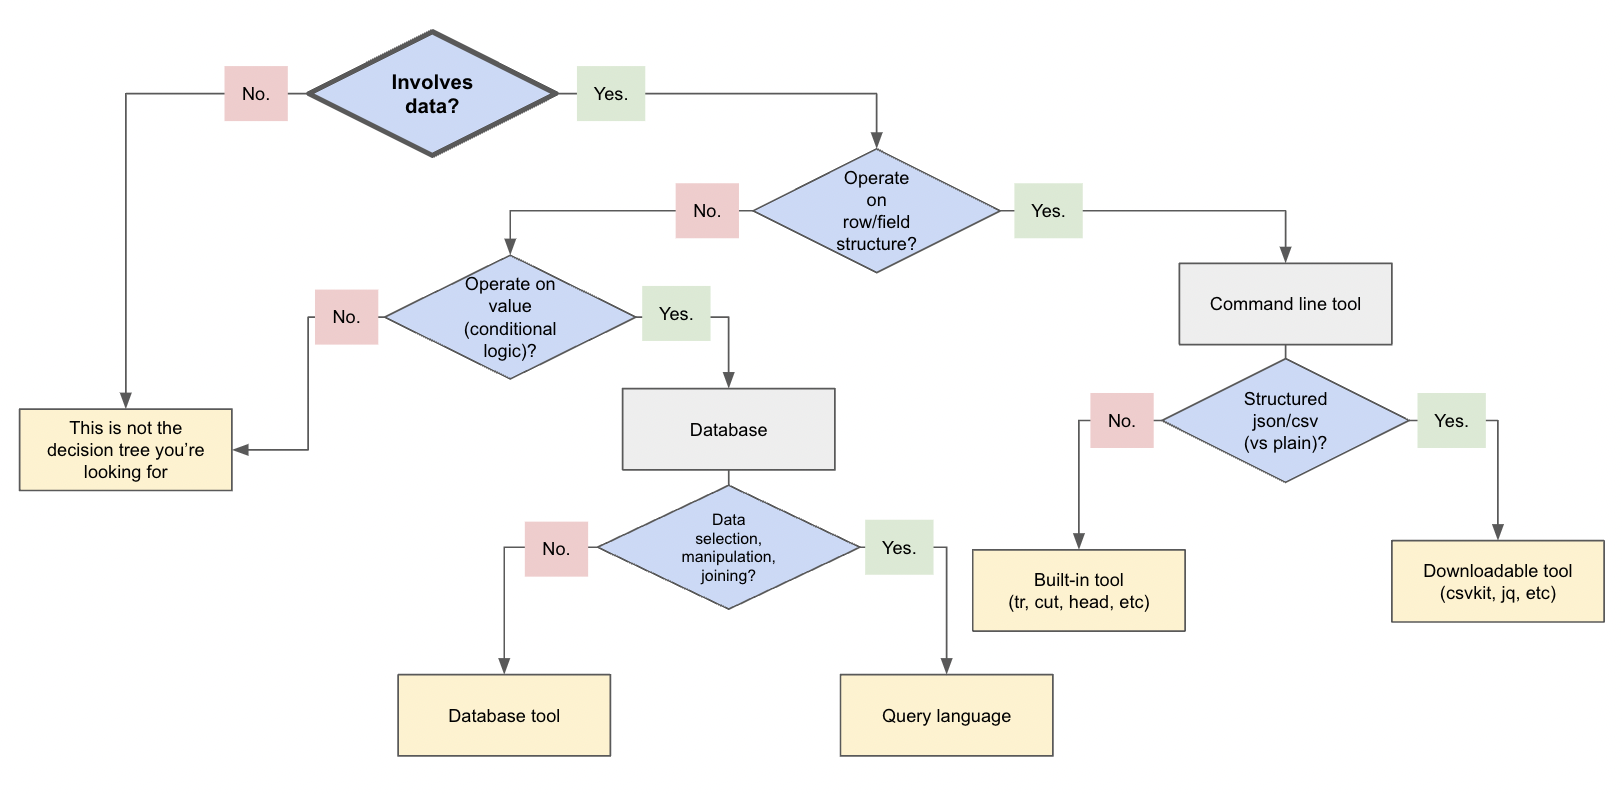 Involves
data?
No.
Yes.
Operate
on
row/field
structure?
No.
Yes.
Operate on
value
(conditional
logic)?
No.
Yes.
Command line tool
Structured
json/csv
(vs plain)?
No.
Yes.
This is not the
decision tree you’re
looking for
Database
Data
selection,
manipulation,
joining?
No.
Yes.
Built-in tool
(tr, cut, head, etc)
Downloadable tool
(csvkit, jq, etc)
Database tool
Query language